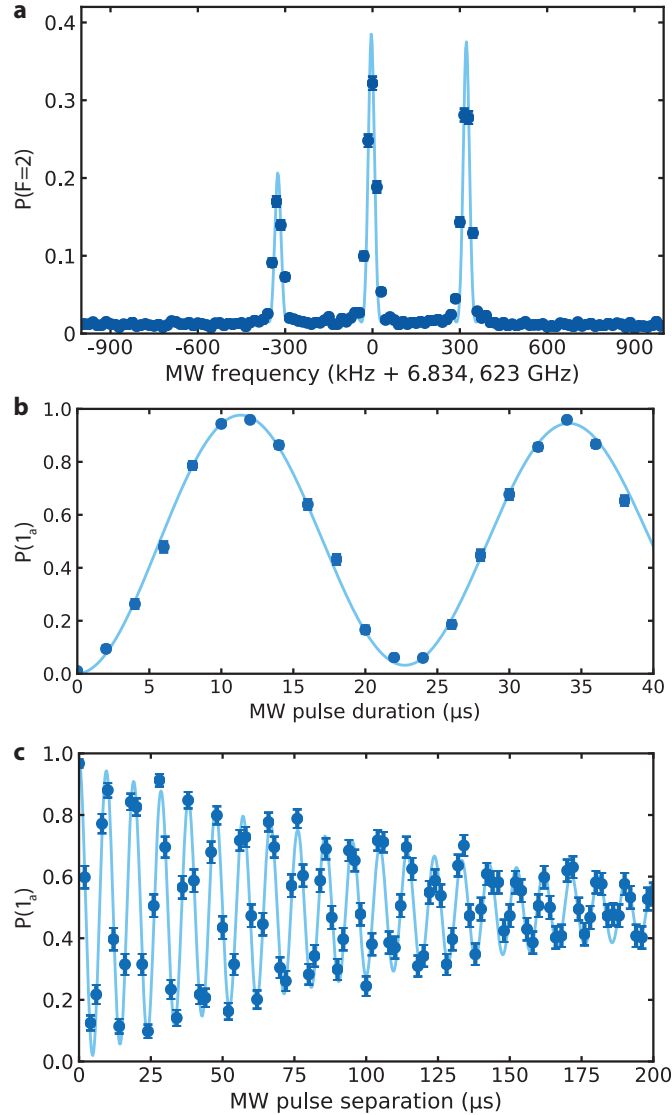 a
0.4
0.3
0.2
0.1
0
P(F=2)
-900 -600 -300 0 300 600 900
MW frequency (kHz + 6.834, 623 GHz)
b
1.0
0.8
0.6
0.4
0.2
0.0
P(1ₐ)
0 5 10 15 20 25 30 35 40
MW pulse duration (μs)
c
1.0
0.8
0.6
0.4
0.2
0.0
P(1ₐ)
0 25 50 75 100 125 150 175 200
MW pulse separation (μs)